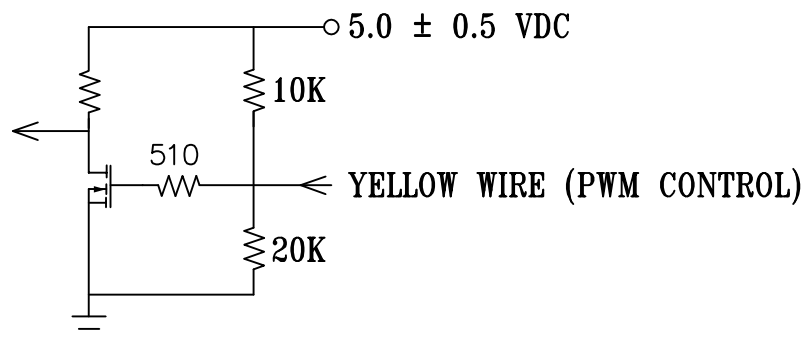 5.0 ± 0.5 VDC
10K
510
YELLOW WIRE (PWM CONTROL)
20K